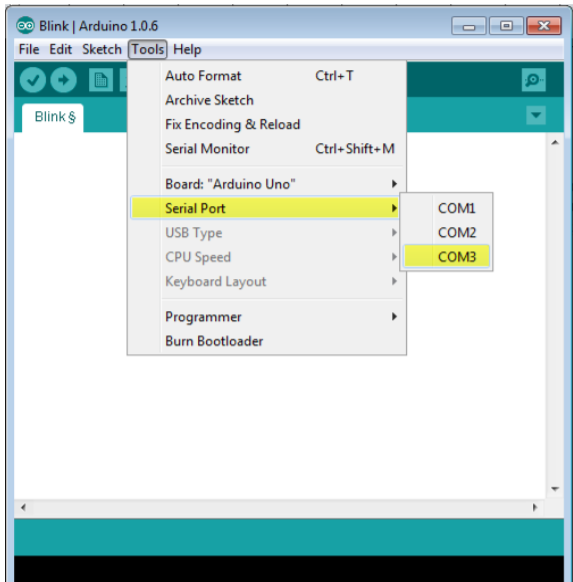 Blink | Arduino 1.0.6
File Edit Sketch Tools Help
Blink §
Auto Format Ctrl+T
Archive Sketch
Fix Encoding & Reload
Serial Monitor Ctrl+Shift+M
Board: "Arduino Uno"
Serial Port
USB Type
CPU Speed
Keyboard Layout
Programmer
Burn Bootloader
COM1
COM2
COM3